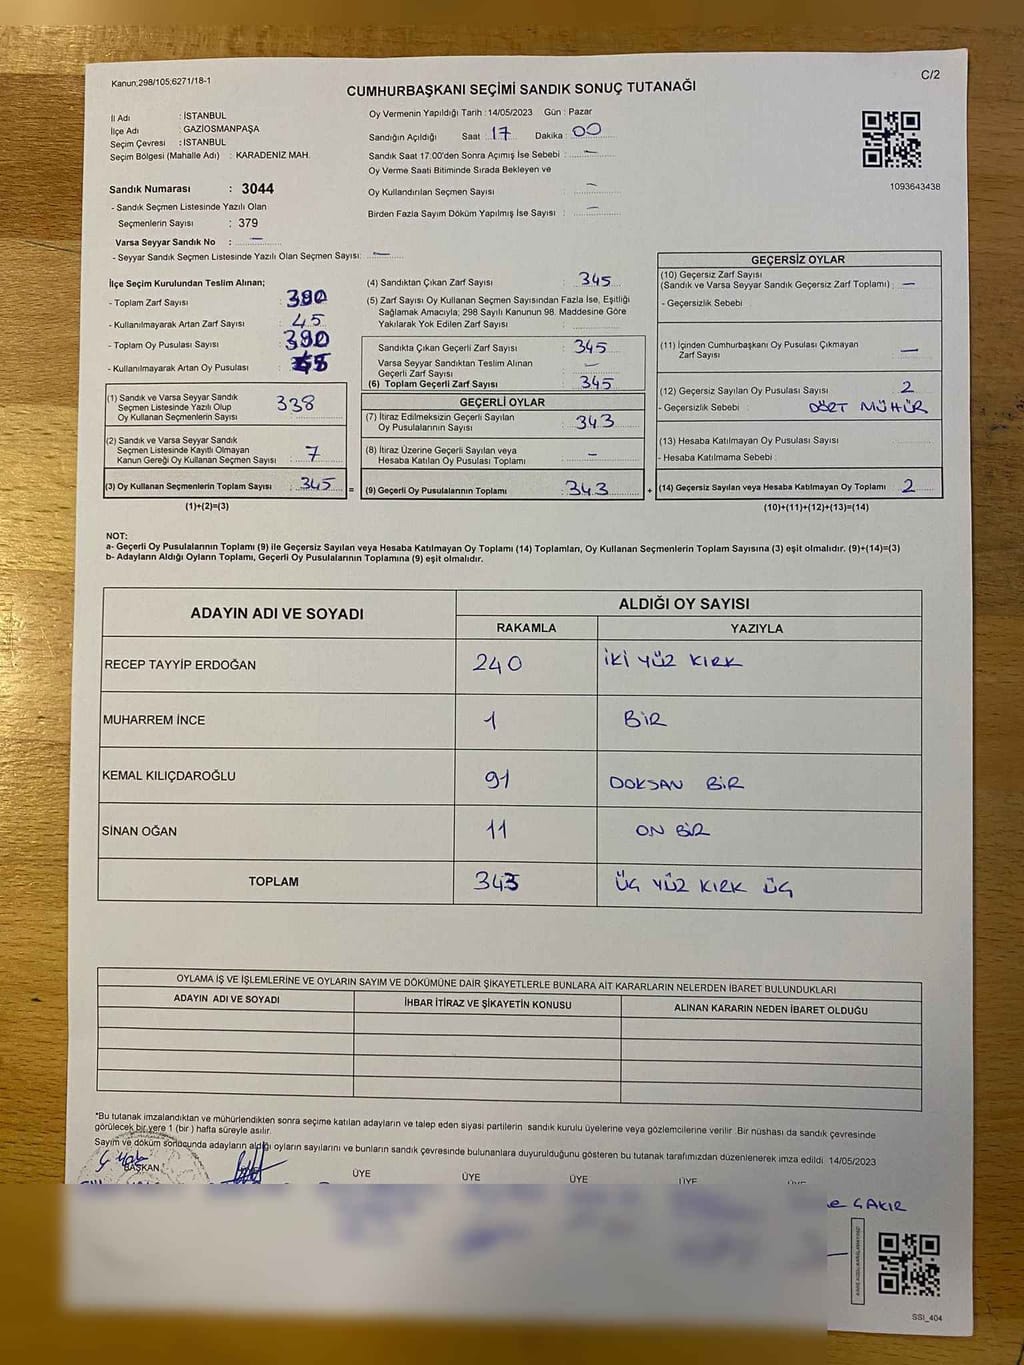 Kanun;298/105;6271/18-1
C/2
CUMHURBAŞKANI SEÇİMİ SANDIK SONUÇ TUTANAĞI
İl Adı : İSTANBUL
İlçe Adı : GAZİOSMANPAŞA
Seçim Çevresi : İSTANBUL
Seçim Bölgesi (Mahalle Adı) : KARADENİZ MAH.
Sandık Numarası : 3044
- Sandık Seçmen Listesinde Yazılı Olan
Seçmenlerin Sayısı : 379
Varsa Seyyar Sandık No : —
- Seyyar Sandık Seçmen Listesinde Yazılı Olan Seçmen Sayısı: —
Oy Vermenin Yapıldığı Tarih : 14/05/2023 Gün : Pazar
Sandığın Açıldığı Saat : 17 Dakika : 00
Sandık Saat 17:00'den Sonra Açımış İse Sebebi : —
Oy Verme Saati Bitiminde Sırada Bekleyen ve
Oy Kullandırılan Seçmen Sayısı : —
Birden Fazla Sayım Döküm Yapılmış İse Sayısı : —
1093643438
İlçe Seçim Kurulundan Teslim Alınan;
- Toplam Zarf Sayısı : 390
- Kullanılmayarak Artan Zarf Sayısı : 45
- Toplam Oy Pusulası Sayısı : 390
- Kullanılmayarak Artan Oy Pusulası : 45
(1) Sandık ve Varsa Seyyar Sandık
Seçmen Listesinde Yazılı Olup
Oy Kullanan Seçmenlerin Sayısı : 338
(2) Sandık ve Varsa Seyyar Sandık
Seçmen Listesinde Kayıtlı Olmayan
Kanun Gereği Oy Kullanan Seçmen Sayısı : 7
(3) Oy Kullanan Seçmenlerin Toplam Sayısı : 345
(1)+(2)=(3)
(4) Sandıktan Çıkan Zarf Sayısı : 345
(5) Zarf Sayısı Oy Kullanan Seçmen Sayısından Fazla İse, Eşitliği
Sağlamak Amacıyla; 298 Sayılı Kanunun 98. Maddesine Göre
Yakılarak Yok Edilen Zarf Sayısı :
Sandıkta Çıkan Geçerli Zarf Sayısı : 345
Varsa Seyyar Sandıktan Teslim Alınan
Geçerli Zarf Sayısı : —
(6) Toplam Geçerli Zarf Sayısı : 345
GEÇERLİ OYLAR
(7) İtiraz Edilmeksizin Geçerli Sayılan
Oy Pusulalarının Sayısı : 343
(8) İtiraz Üzerine Geçerli Sayılan veya
Hesaba Katılan Oy Pusulası Toplamı : —
= (9) Geçerli Oy Pusulalarının Toplamı : 343 +
GEÇERSİZ OYLAR
(10) Geçersiz Zarf Sayısı
(Sandık ve Varsa Seyyar Sandık Geçersiz Zarf Toplamı) : —
- Geçersizlik Sebebi :
(11) İçinden Cumhurbaşkanı Oy Pusulası Çıkmayan
Zarf Sayısı : —
(12) Geçersiz Sayılan Oy Pusulası Sayısı : 2
- Geçersizlik Sebebi : DÖRT MÜHÜR
(13) Hesaba Katılmayan Oy Pusulası Sayısı :
- Hesaba Katılmama Sebebi :
(14) Geçersiz Sayılan veya Hesaba Katılmayan Oy Toplamı : 2
(10)+(11)+(12)+(13)=(14)
NOT:
a- Geçerli Oy Pusulalarının Toplamı (9) ile Geçersiz Sayılan veya Hesaba Katılmayan Oy Toplamı (14) Toplamları, Oy Kullanan Seçmenlerin Toplam Sayısına (3) eşit olmalıdır. (9)+(14)=(3)
b- Adayların Aldığı Oyların Toplamı, Geçerli Oy Pusulalarının Toplamına (9) eşit olmalıdır.
ADAYIN ADI VE SOYADI ALDIĞI OY SAYISI
RAKAMLA YAZIYLA
RECEP TAYYİP ERDOĞAN 240 İKİ YÜZ KIRK
MUHARREM İNCE 1 BİR
KEMAL KILIÇDAROĞLU 91 DOKSAN BİR
SİNAN OĞAN 11 ON BİR
TOPLAM 343 ÜÇ YÜZ KIRK ÜÇ
OYLAMA İŞ VE İŞLEMLERİNE VE OYLARIN SAYIM VE DÖKÜMÜNE DAİR ŞİKAYETLERLE BUNLARA AİT KARARLARIN NELERDEN İBARET BULUNDUKLARI
ADAYIN ADI VE SOYADI İHBAR İTİRAZ VE ŞİKAYETİN KONUSU ALINAN KARARIN NEDEN İBARET OLDUĞU
*Bu tutanak imzalandıktan ve mühürlendikten sonra seçime katılan adayların ve talep eden siyasi partilerin sandık kurulu üyelerine veya gözlemcilerine verilir .Bir nüshası da sandık çevresinde
görülecek bir yere 1 (bir ) hafta süreyle asılır.
Sayım ve döküm sonucunda adayların aldığı oyların sayılarını ve bunların sandık çevresinde bulunanlara duyurulduğunu gösteren bu tutanak tarafımızdan düzenlenerek imza edildi. 14/05/2023
BAŞKAN ÜYE ÜYE ÜYE ÜYE
ÇAKIR
SSI_404